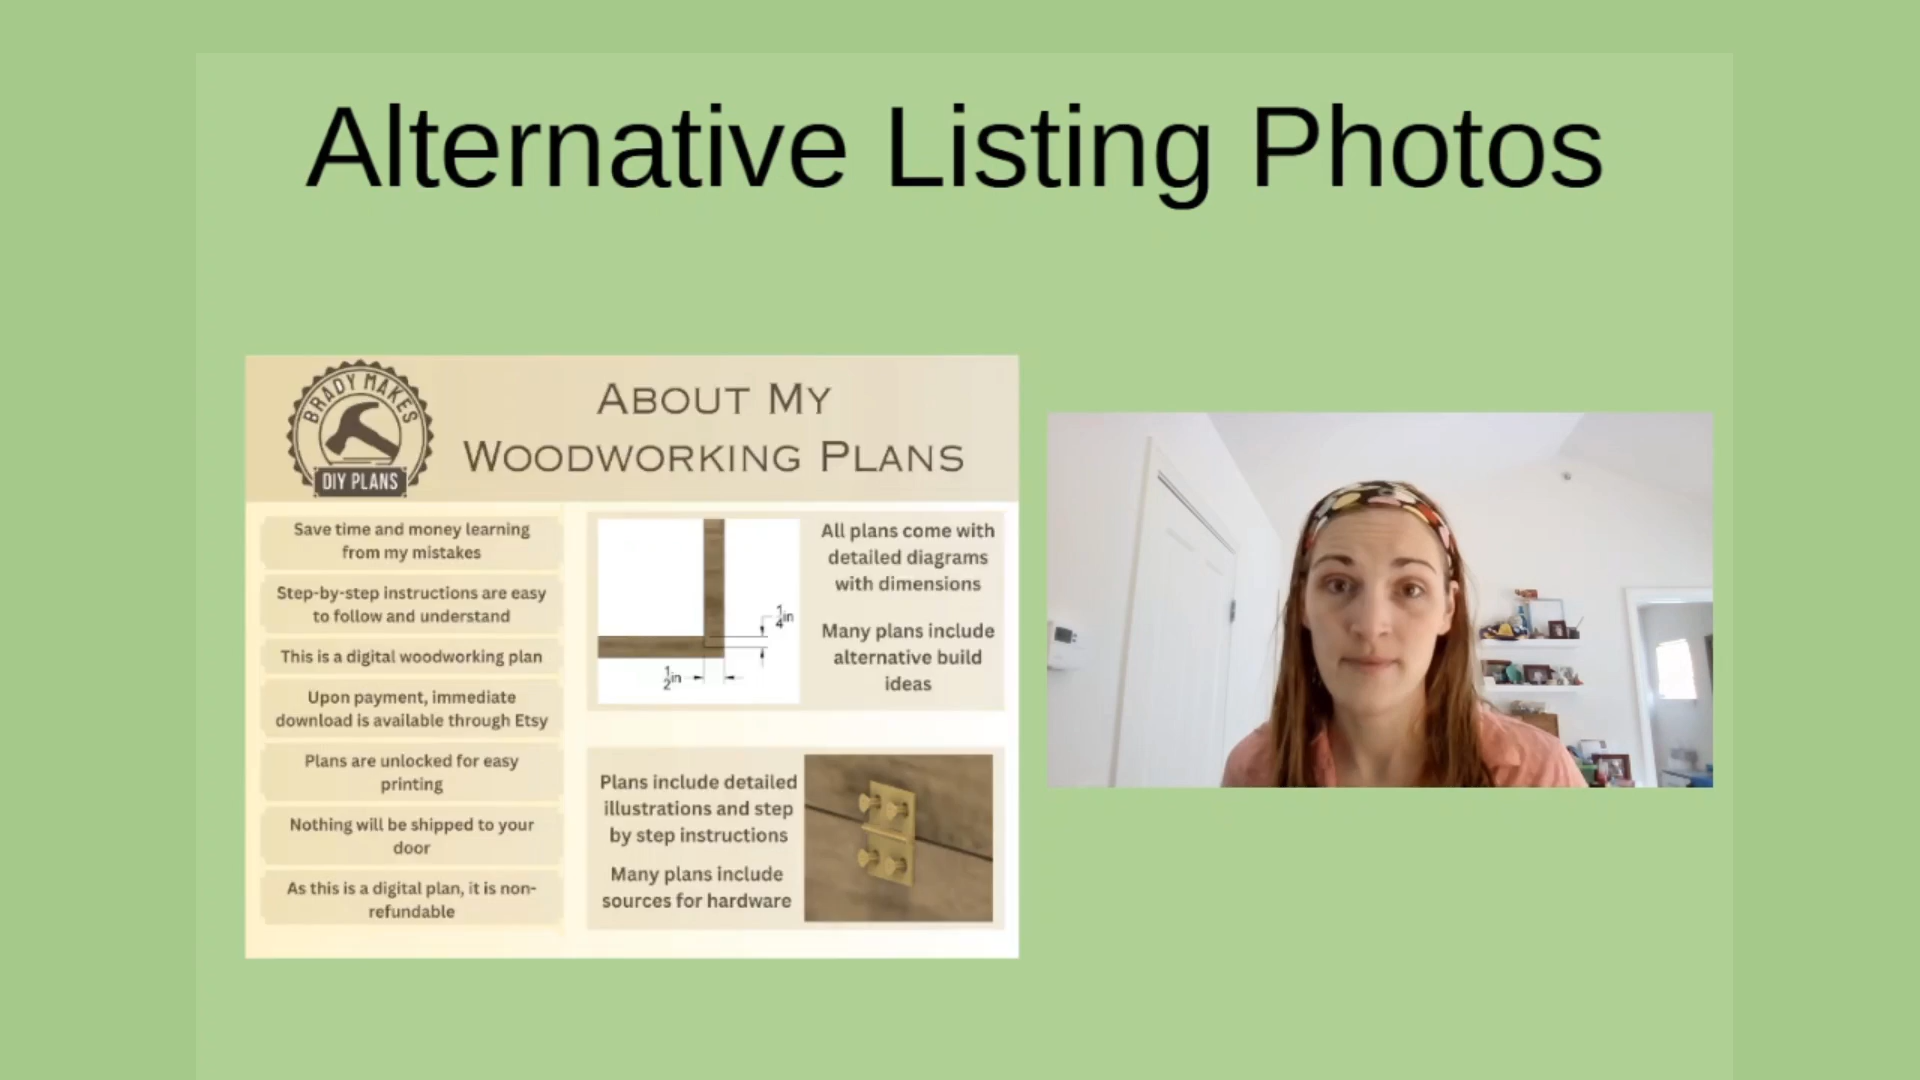 Alternative Listing Photos
BRADY MAKES
DIY PLANS
ABOUT MY
WOODWORKING PLANS
Save time and money learning
from my mistakes
Step-by-step instructions are easy
to follow and understand
This is a digital woodworking plan
Upon payment, immediate
download is available through Etsy
Plans are unlocked for easy
printing
Nothing will be shipped to your
door
As this is a digital plan, it is non-
refundable
All plans come with
detailed diagrams
with dimensions
Many plans include
alternative build
ideas
1/4 in
1/2 in
Plans include detailed
illustrations and step
by step instructions
Many plans include
sources for hardware